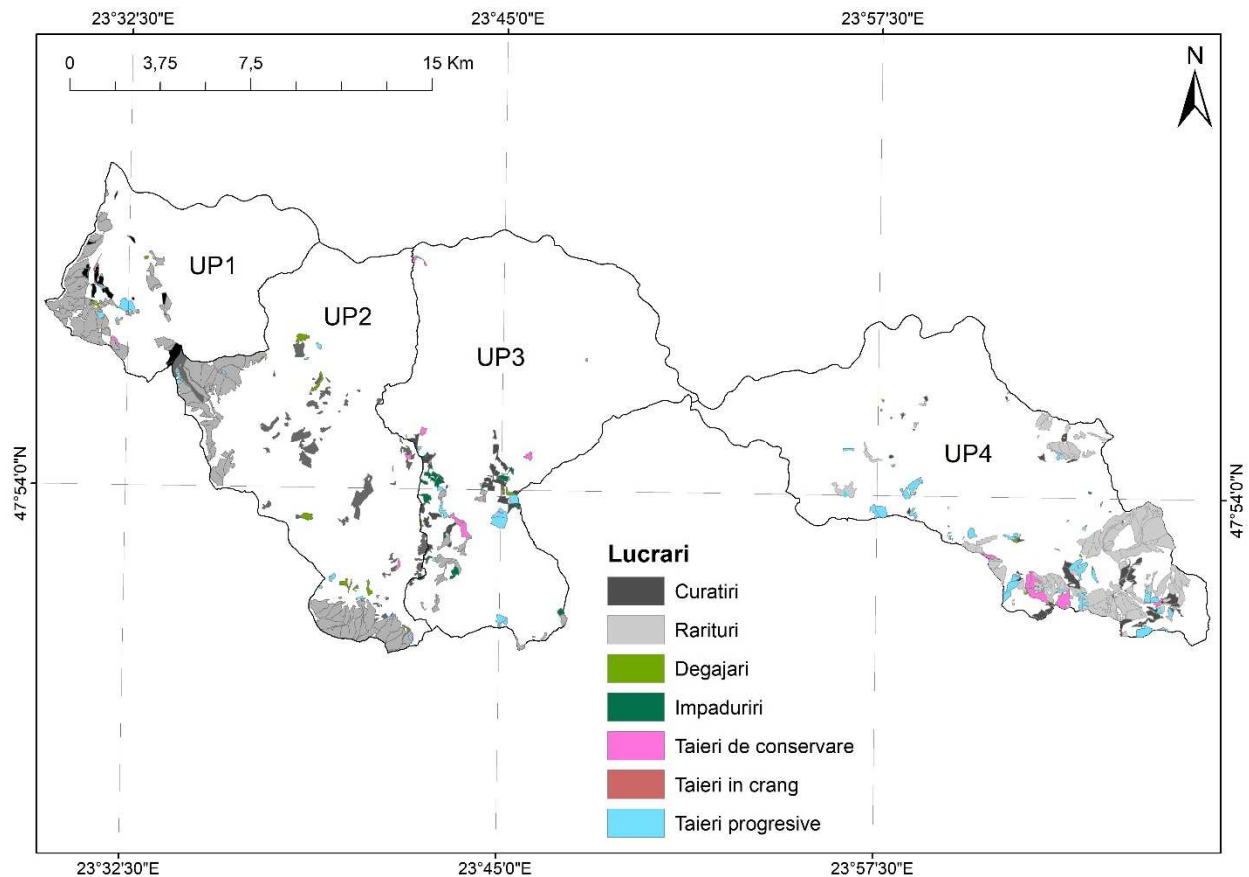 23°32'30"E 23°45'0"E 23°57'30"E
0 3,75 7,5 15 Km
N
UP1
UP2
UP3
UP4
47°54'0"N 47°54'0"N
Lucrari
Curatiri
Rarituri
Degajari
Impaduriri
Taieri de conservare
Taieri in crang
Taieri progresive
23°32'30"E 23°45'0"E 23°57'30"E